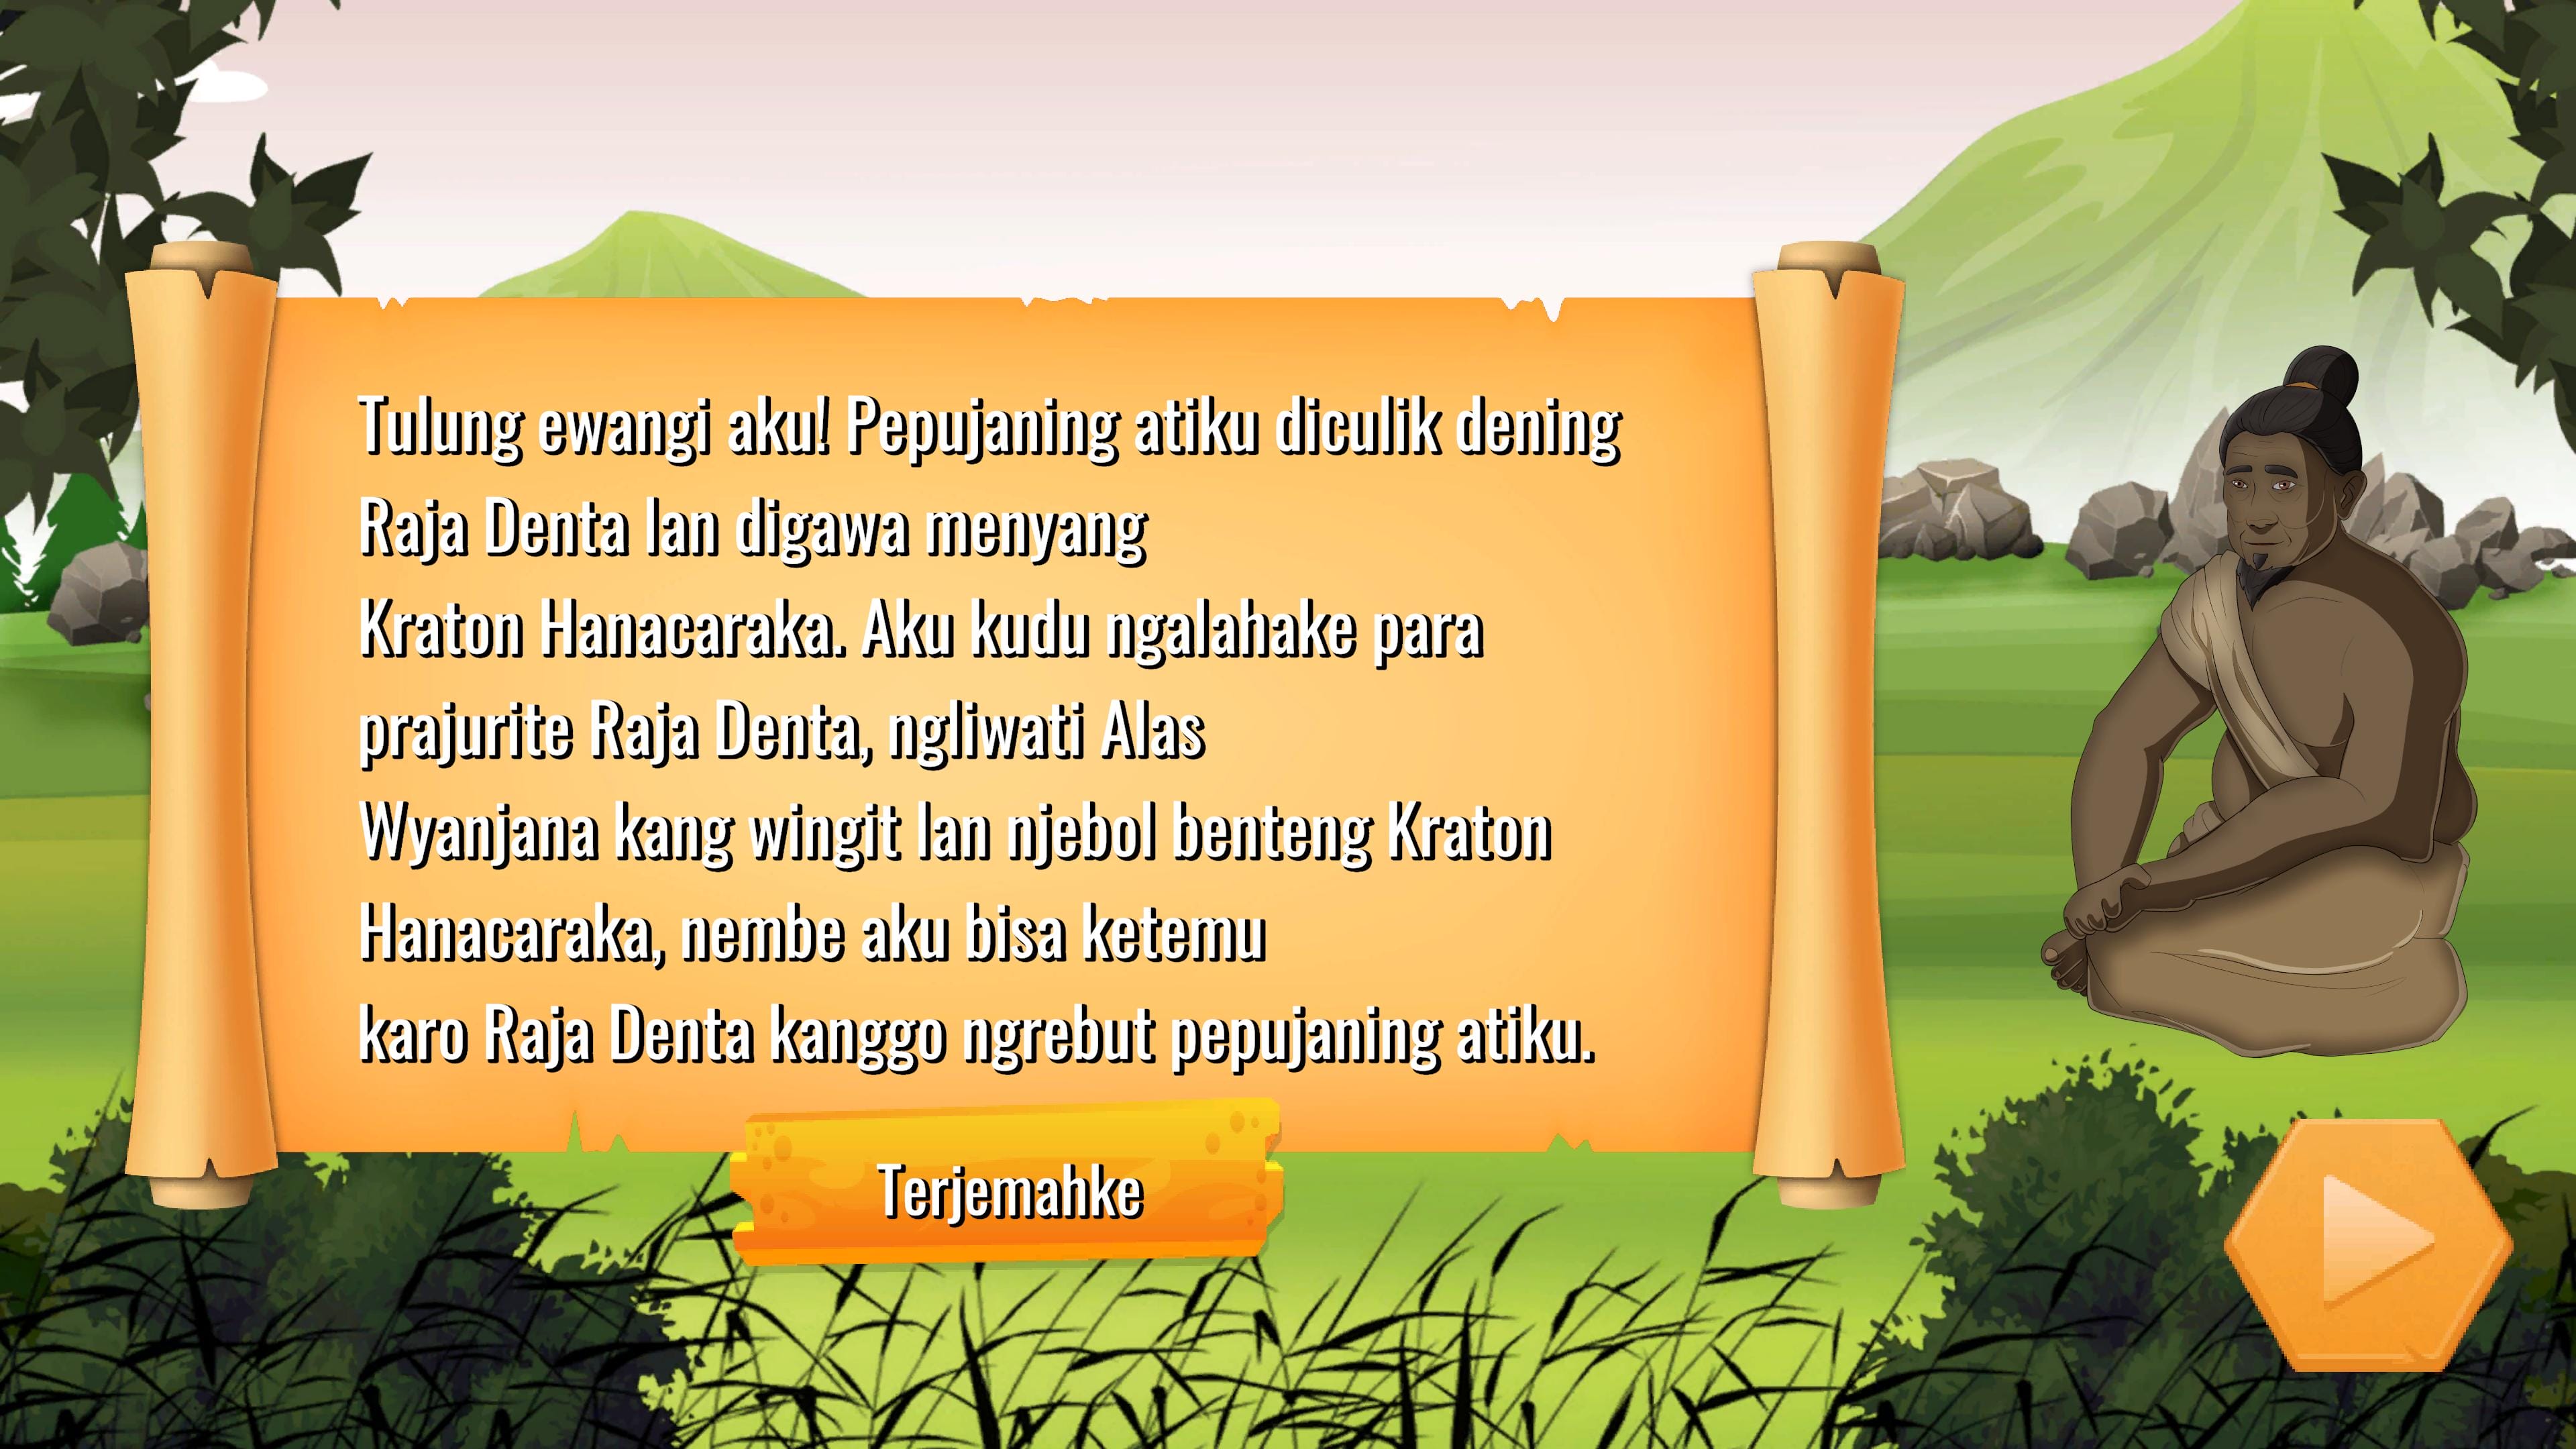 Tulung ewangi aku! Pepujaning atiku diculik dening
Raja Denta lan digawa menyang
Kraton Hanacaraka. Aku kudu ngalahake para
prajurite Raja Denta, ngliwati Alas
Wyanjana kang wingit lan njebol benteng Kraton
Hanacaraka, nembe aku bisa ketemu
karo Raja Denta kanggo ngrebut pepujaning atiku.
Terjemahke